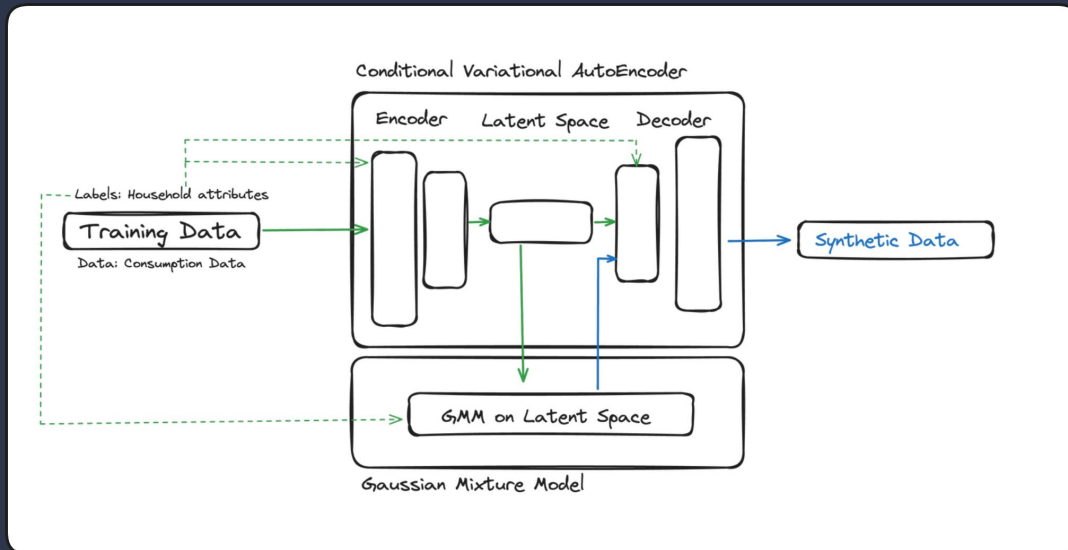 Conditional Variational AutoEncoder
Encoder
Latent Space
Decoder
Labels: Household attributes
Training Data
Data: Consumption Data
Synthetic Data
GMM on Latent Space
Gaussian Mixture Model